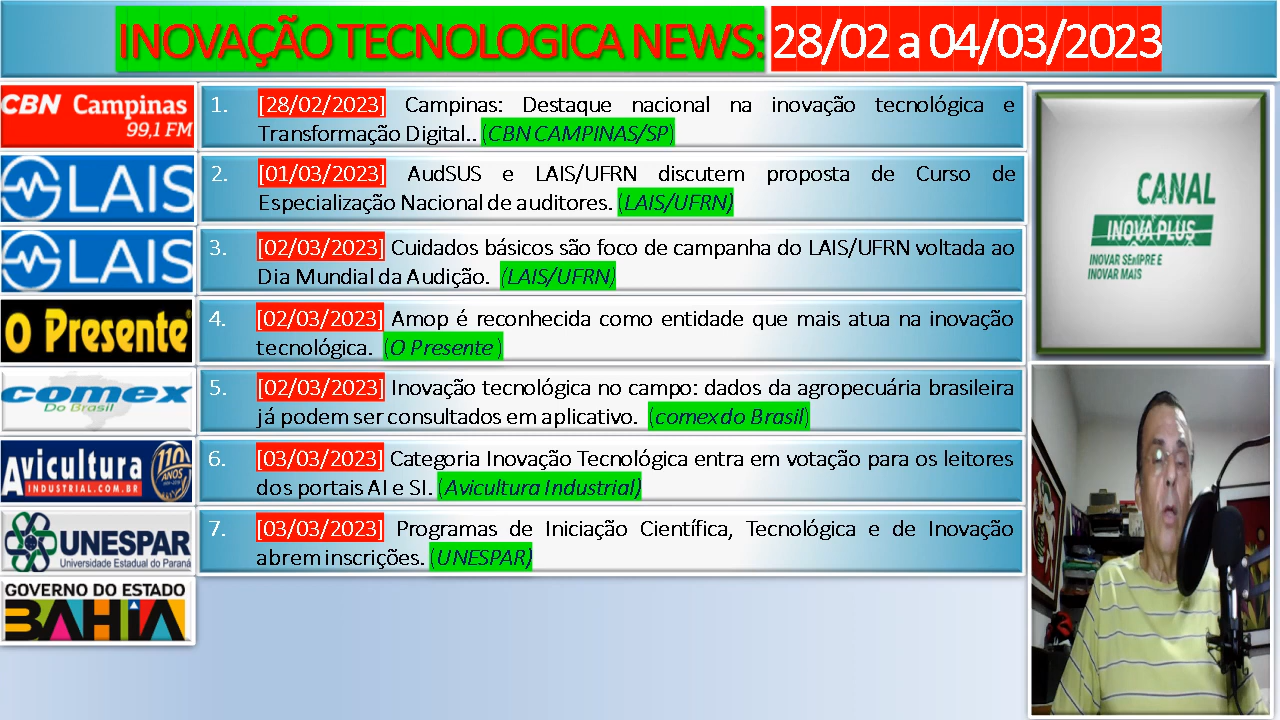 INOVAÇÃO TECNOLOGICA NEWS: 28/02 a 04/03/2023
CBN Campinas
99,1 FM
1. [28/02/2023] Campinas: Destaque nacional na inovação tecnológica e
Transformação Digital.. (CBN CAMPINAS/SP)
LAIS
2. [01/03/2023] AudSUS e LAIS/UFRN discutem proposta de Curso de
Especialização Nacional de auditores. (LAIS/UFRN)
LAIS
3. [02/03/2023] Cuidados básicos são foco de campanha do LAIS/UFRN voltada ao
Dia Mundial da Audição. (LAIS/UFRN)
O Presente
4. [02/03/2023] Amop é reconhecida como entidade que mais atua na inovação
tecnológica. (O Presente )
comex
Do Brasil
5. [02/03/2023] Inovação tecnológica no campo: dados da agropecuária brasileira
já podem ser consultados em aplicativo. (comex do Brasil)
Avicultura
INDUSTRIAL.COM.BR
110
ANOS
6. [03/03/2023] Categoria Inovação Tecnológica entra em votação para os leitores
dos portais AI e SI. (Avicultura Industrial)
UNESPAR
Universidade Estadual do Paraná
7. [03/03/2023] Programas de Iniciação Científica, Tecnológica e de Inovação
abrem inscrições. (UNESPAR)
GOVERNO DO ESTADO
BAHIA
CANAL
INOVA PLUS
INOVAR SEMPRE E
INOVAR MAIS